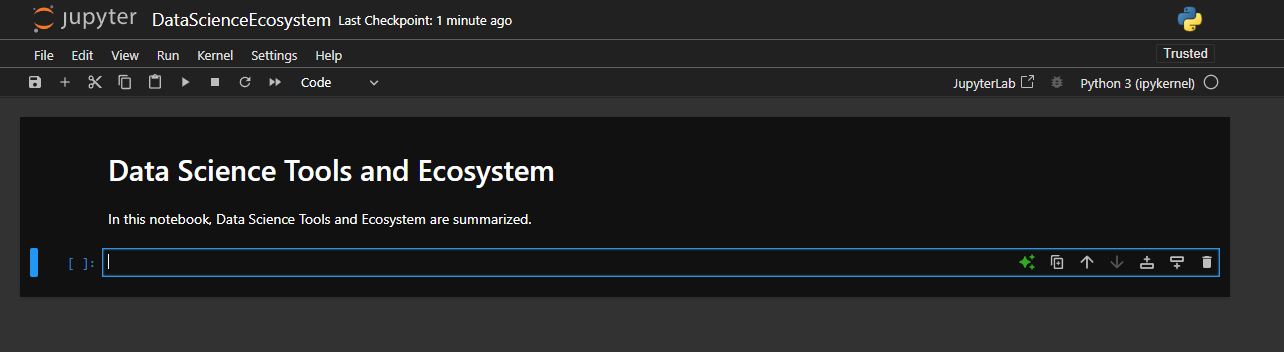 jupyter DataScienceEcosystem Last Checkpoint: 1 minute ago
File Edit View Run Kernel Settings Help Trusted
Code JupyterLab Python 3 (ipykernel)
Data Science Tools and Ecosystem
In this notebook, Data Science Tools and Ecosystem are summarized.
[ ]: